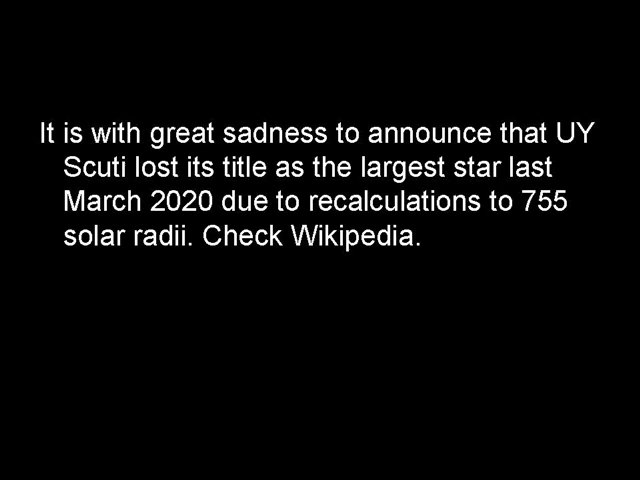 It is with great sadness to announce that UY
Scuti lost its title as the largest star last
March 2020 due to recalculations to 755
solar radii. Check Wikipedia.